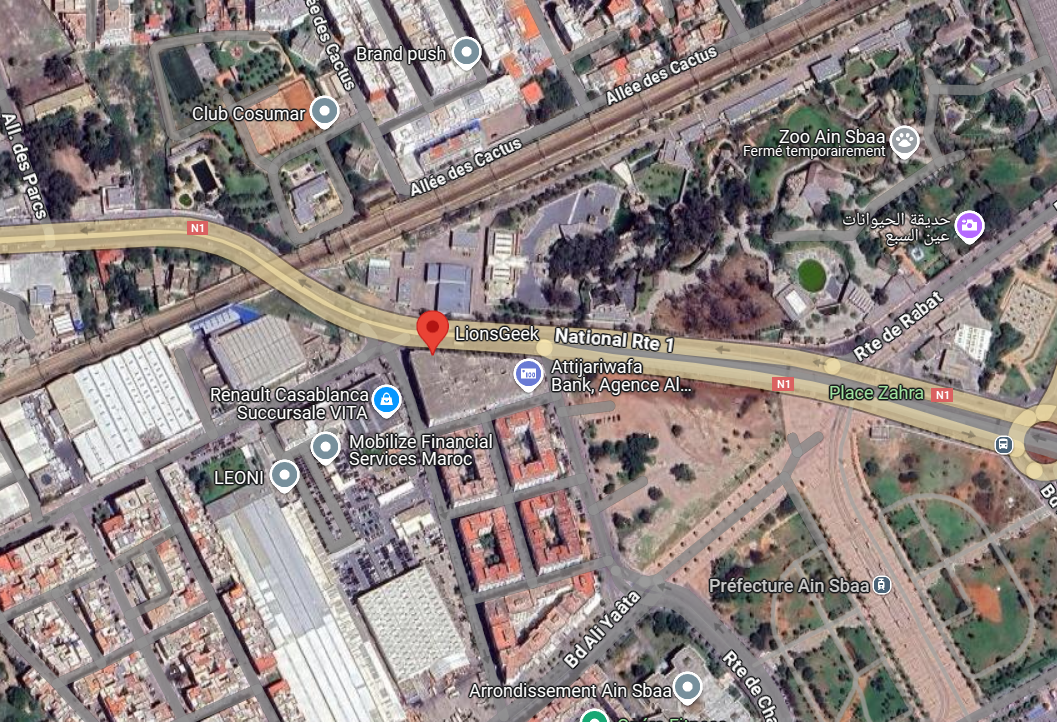 Allée des Cactus
Brand push
Allée des Cactus
Club Cosumar
All. des Parcs
Zoo Ain Sbaa
Fermé temporairement
Allée des Cactus
حديقة الحيوانات
عين السبع
N1
LionsGeek
National Rte 1
Rte de Rabat
Attijariwafa
Bank, Agence Al...
N1
Place Zahra
N1
Renault Casablanca
Succursale VITA
Mobilize Financial
Services Maroc
LEONI
Préfecture Ain Sbaa
Bd Ali Yaâta
Rte de Cha
Arrondissement Ain Sbaa